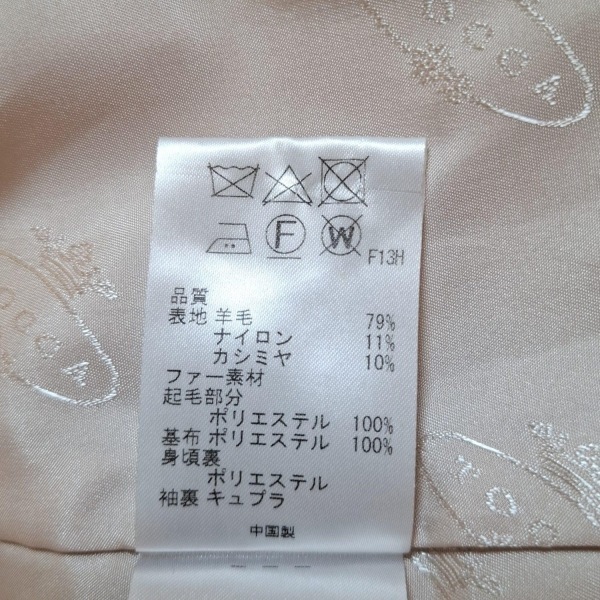 COCOA
F W F13H
品質
表地 羊毛 79%
ナイロン 11%
カシミヤ 10%
ファー素材
起毛部分
ポリエステル 100%
基布 ポリエステル 100%
身頃裏
ポリエステル
袖裏 キュプラ
中国製